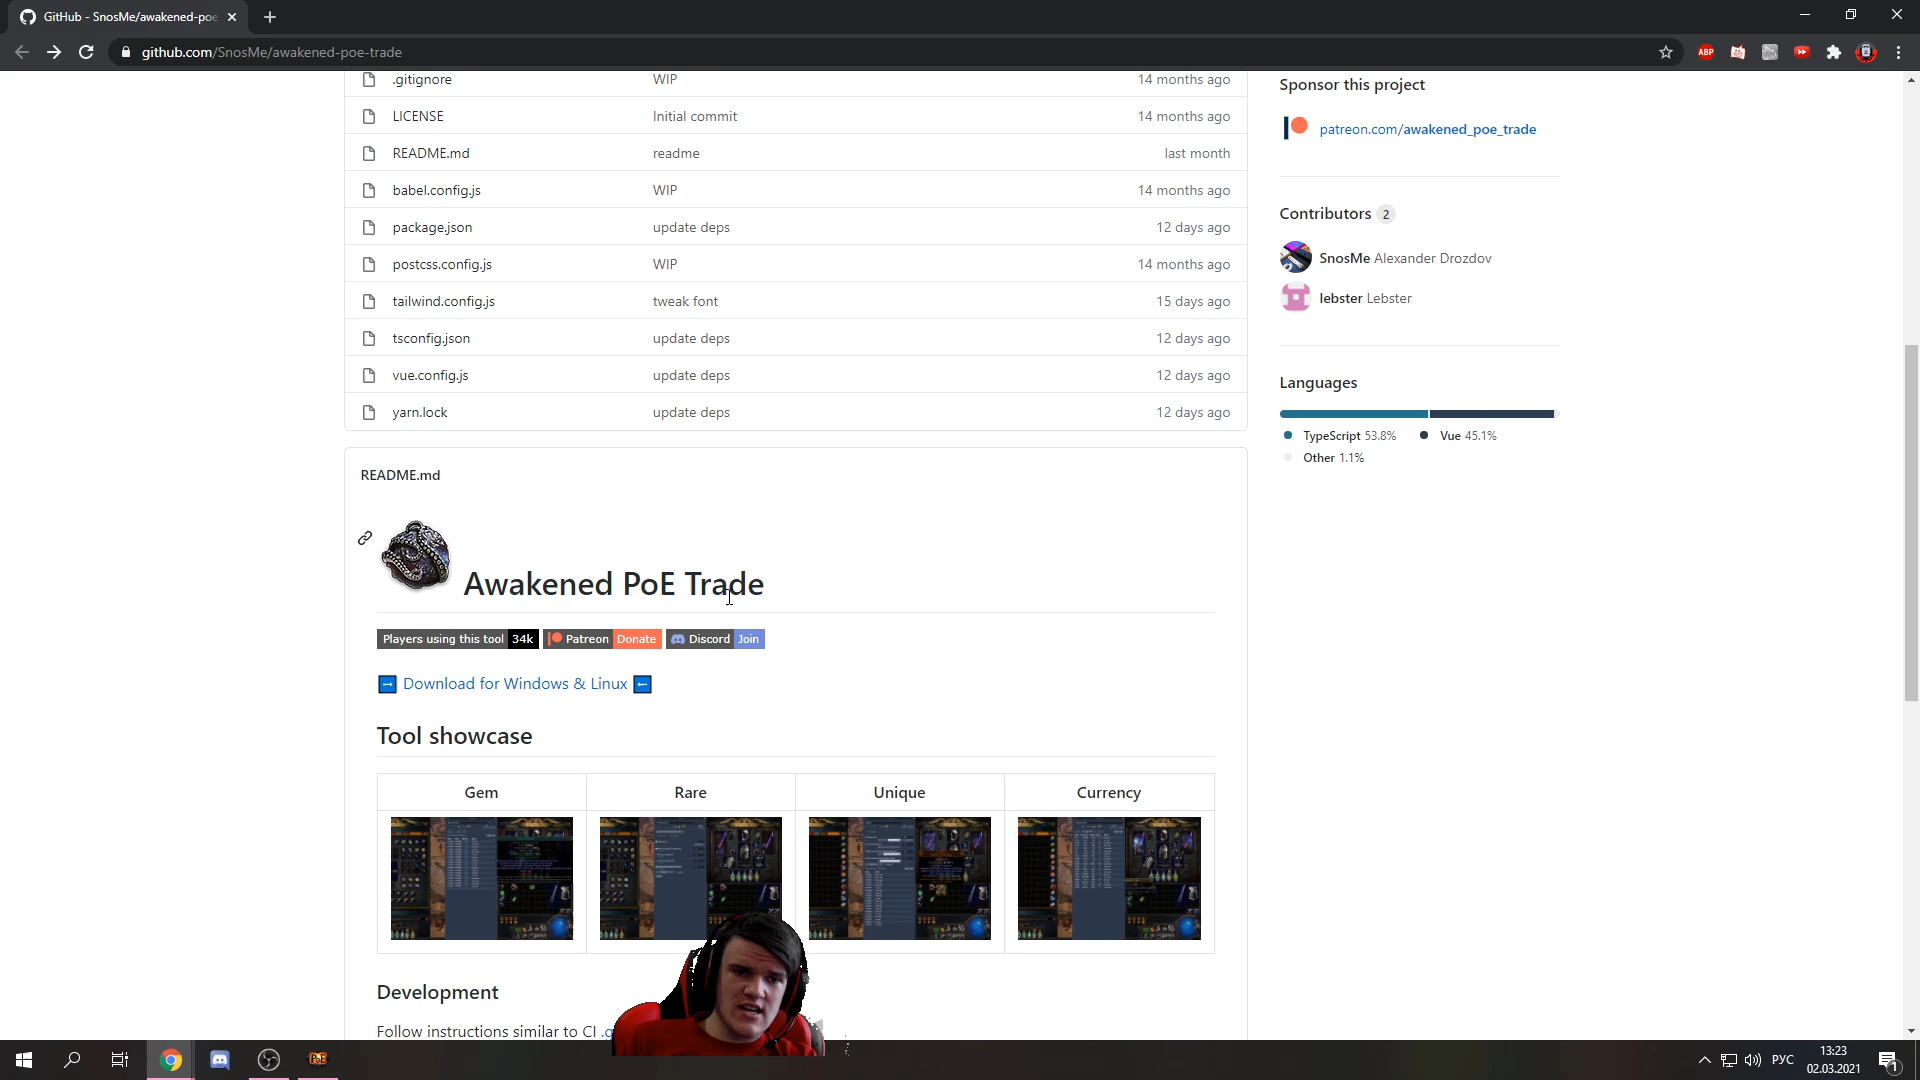 GitHub - SnosMe/awakened-poe
github.com/SnosMe/awakened-poe-trade
ABP
.gitignore WIP 14 months ago
LICENSE Initial commit 14 months ago
README.md readme last month
babel.config.js WIP 14 months ago
package.json update deps 12 days ago
postcss.config.js WIP 14 months ago
tailwind.config.js tweak font 15 days ago
tsconfig.json update deps 12 days ago
vue.config.js update deps 12 days ago
yarn.lock update deps 12 days ago
README.md
Awakened PoE Trade
Players using this tool 34k Patreon Donate Discord Join
Download for Windows & Linux
Tool showcase
Gem Rare Unique Currency
Development
Follow instructions similar to CI
Sponsor this project
patreon.com/awakened_poe_trade
Contributors 2
SnosMe Alexander Drozdov
lebster Lebster
Languages
TypeScript 53.8% Vue 45.1%
Other 1.1%
PoE
РУС
13:23
02.03.2021
1